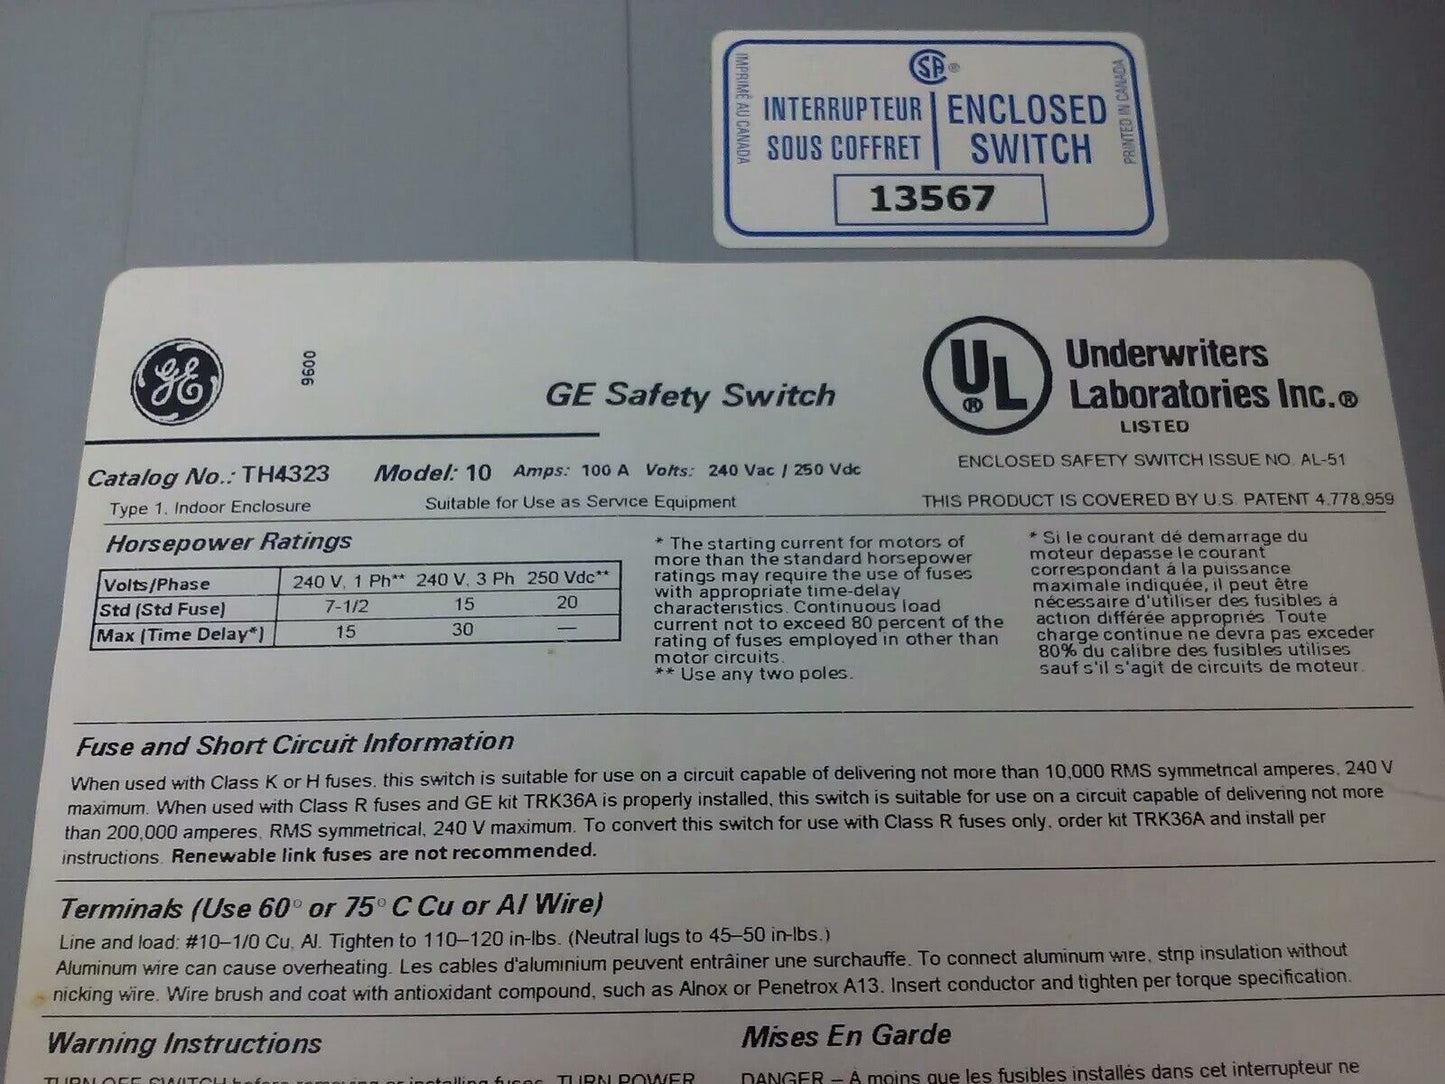 CSA ®
IMPRIMÉ AU CANADA
INTERRUPTEUR
SOUS COFFRET
ENCLOSED
SWITCH
PRINTED IN CANADA
13567
GE
0096
GE Safety Switch
UL ®
Underwriters
Laboratories Inc.®
LISTED
ENCLOSED SAFETY SWITCH ISSUE NO. AL-51
Catalog No.: TH4323 Model: 10 Amps: 100 A Volts: 240 Vac / 250 Vdc
Type 1, Indoor Enclosure Suitable for Use as Service Equipment THIS PRODUCT IS COVERED BY U.S. PATENT 4,778,959
Horsepower Ratings
Volts/Phase 240 V, 1 Ph** 240 V, 3 Ph 250 Vdc**
Std (Std Fuse) 7-1/2 15 20
Max (Time Delay*) 15 30 —
* The starting current for motors of
more than the standard horsepower
ratings may require the use of fuses
with appropriate time-delay
characteristics. Continuous load
current not to exceed 80 percent of the
rating of fuses employed in other than
motor circuits.
** Use any two poles.
* Si le courant dé demarrage du
moteur dépasse le courant
correspondant á la puissance
maximale indiquée, il peut être
nécessaire d'utiliser des fusibles á
action différée appropriés. Toute
charge continue ne devra pas exceder
80% du calibre des fusibles utilises
sauf s'il s'agit de circuits de moteur.
Fuse and Short Circuit Information
When used with Class K or H fuses, this switch is suitable for use on a circuit capable of delivering not more than 10,000 RMS symmetrical amperes, 240 V
maximum. When used with Class R fuses and GE kit TRK36A is properly installed, this switch is suitable for use on a circuit capable of delivering not more
than 200,000 amperes, RMS symmetrical, 240 V maximum. To convert this switch for use with Class R fuses only, order kit TRK36A and install per
instructions. Renewable link fuses are not recommended.
Terminals (Use 60° or 75° C Cu or Al Wire)
Line and load: #10–1/0 Cu, Al. Tighten to 110–120 in-lbs. (Neutral lugs to 45–50 in-lbs.)
Aluminum wire can cause overheating. Les cables d'aluminium peuvent entrâiner une surchauffe. To connect aluminum wire, strip insulation without
nicking wire. Wire brush and coat with antioxidant compound, such as Alnox or Penetrox A13. Insert conductor and tighten per torque specification.
Warning Instructions
TURN OFF SWITCH before removing or installing fuses. TURN POWER
Mises En Garde
DANGER – Á moins que les fusibles installés dans cet interrupteur ne